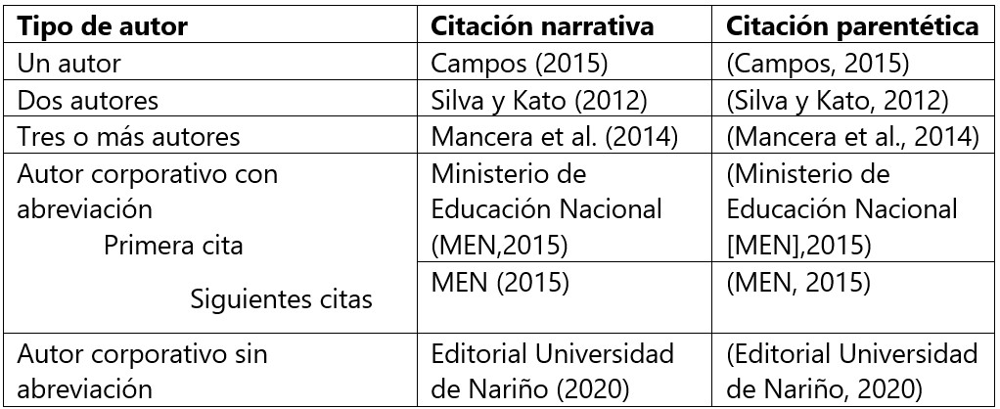 Tipo de autor Citación narrativa Citación parentética
Un autor Campos (2015) (Campos, 2015)
Dos autores Silva y Kato (2012) (Silva y Kato, 2012)
Tres o más autores Mancera et al. (2014) (Mancera et al., 2014)
Autor corporativo con Ministerio de (Ministerio de
abreviación Educación Nacional Educación Nacional
Primera cita (MEN,2015) [MEN],2015)
Siguientes citas MEN (2015) (MEN, 2015)
Autor corporativo sin Editorial Universidad (Editorial Universidad
abreviación de Nariño (2020) de Nariño, 2020)